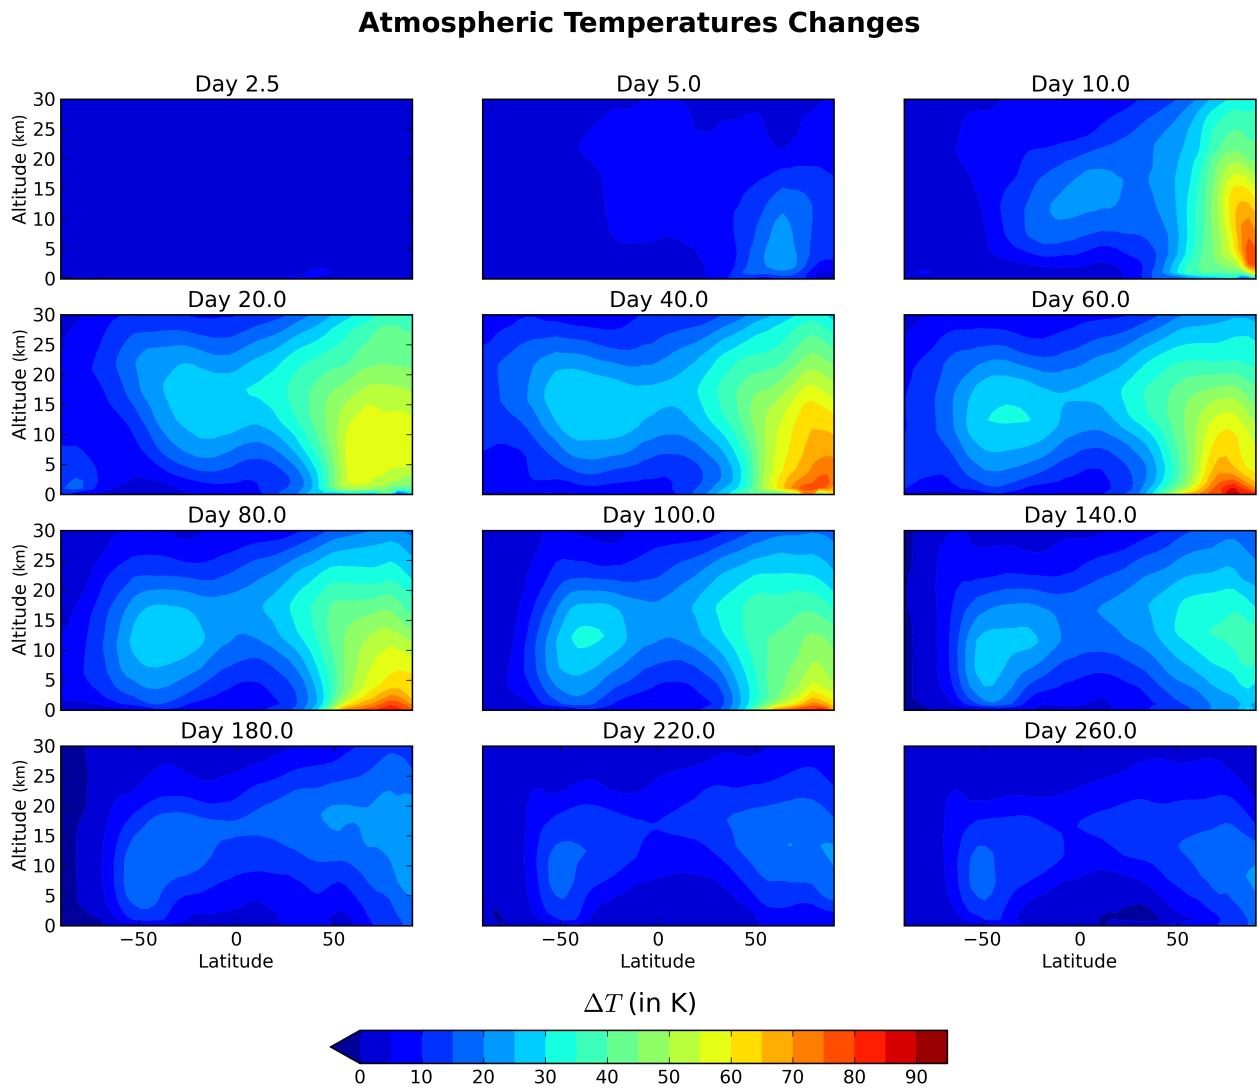 Atmospheric Temperatures Changes
Day 2.5 Day 5.0 Day 10.0
Altitude (km)
30
25
20
15
10
5
0
Day 20.0 Day 40.0 Day 60.0
Altitude (km)
30
25
20
15
10
5
0
Day 80.0 Day 100.0 Day 140.0
Altitude (km)
30
25
20
15
10
5
0
Day 180.0 Day 220.0 Day 260.0
Altitude (km)
30
25
20
15
10
5
0
−50 0 50 −50 0 50 −50 0 50
Latitude Latitude Latitude
ΔT (in K)
0 10 20 30 40 50 60 70 80 90